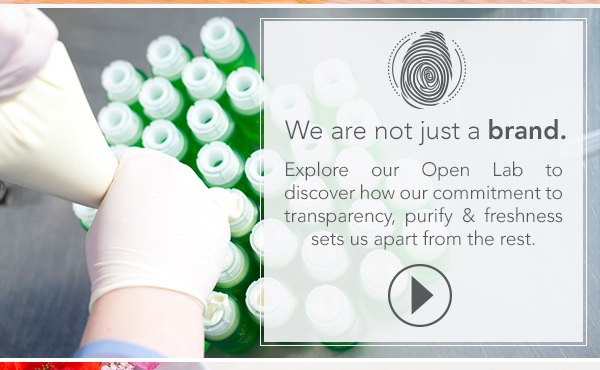 We are not just a brand.
Explore our Open Lab to
discover how our commitment to
transparency, purify & freshness
sets us apart from the rest.